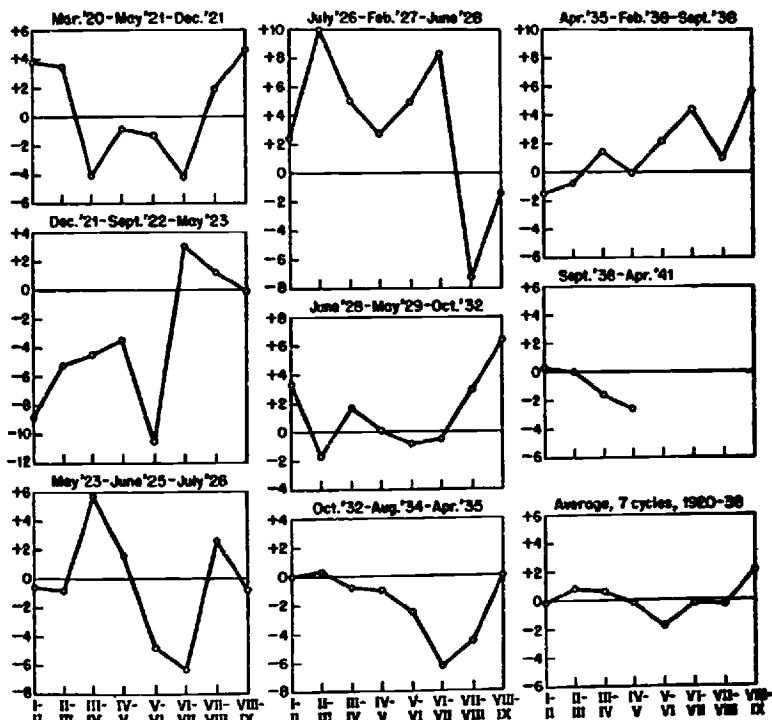 Mar.'20-May'21-Dec.'21
+6
+4
+2
0
-2
-4
-6
Dec.'21-Sept.'22-May'23
+4
+2
0
-2
-4
-6
-8
-10
-12
May'23-June'25-July'26
+6
+4
+2
0
-2
-4
-6
-8
I-II
II-III
III-IV
IV-V
V-VI
VI-VII
VII-VIII
VIII-IX
July'26-Feb.'27-June'28
+10
+8
+6
+4
+2
0
-2
-4
-6
-8
June'28-May'29-Oct.'32
+8
+6
+4
+2
0
-2
-4
Oct.'32-Aug.'34-Apr.'35
+4
+2
0
-2
-4
-6
-8
I-II
II-III
III-IV
IV-V
V-VI
VI-VII
VII-VIII
VIII-IX
Apr.'35-Feb.'36-Sept.'38
+10
+8
+6
+4
+2
0
-2
-4
-6
Sept.'38-Apr.'41
+6
+4
+2
0
-2
-4
-6
Average, 7 cycles, 1920-38
+6
+4
+2
0
-2
-4
-6
I-II
II-III
III-IV
IV-V
V-VI
VI-VII
VII-VIII
VIII-IX